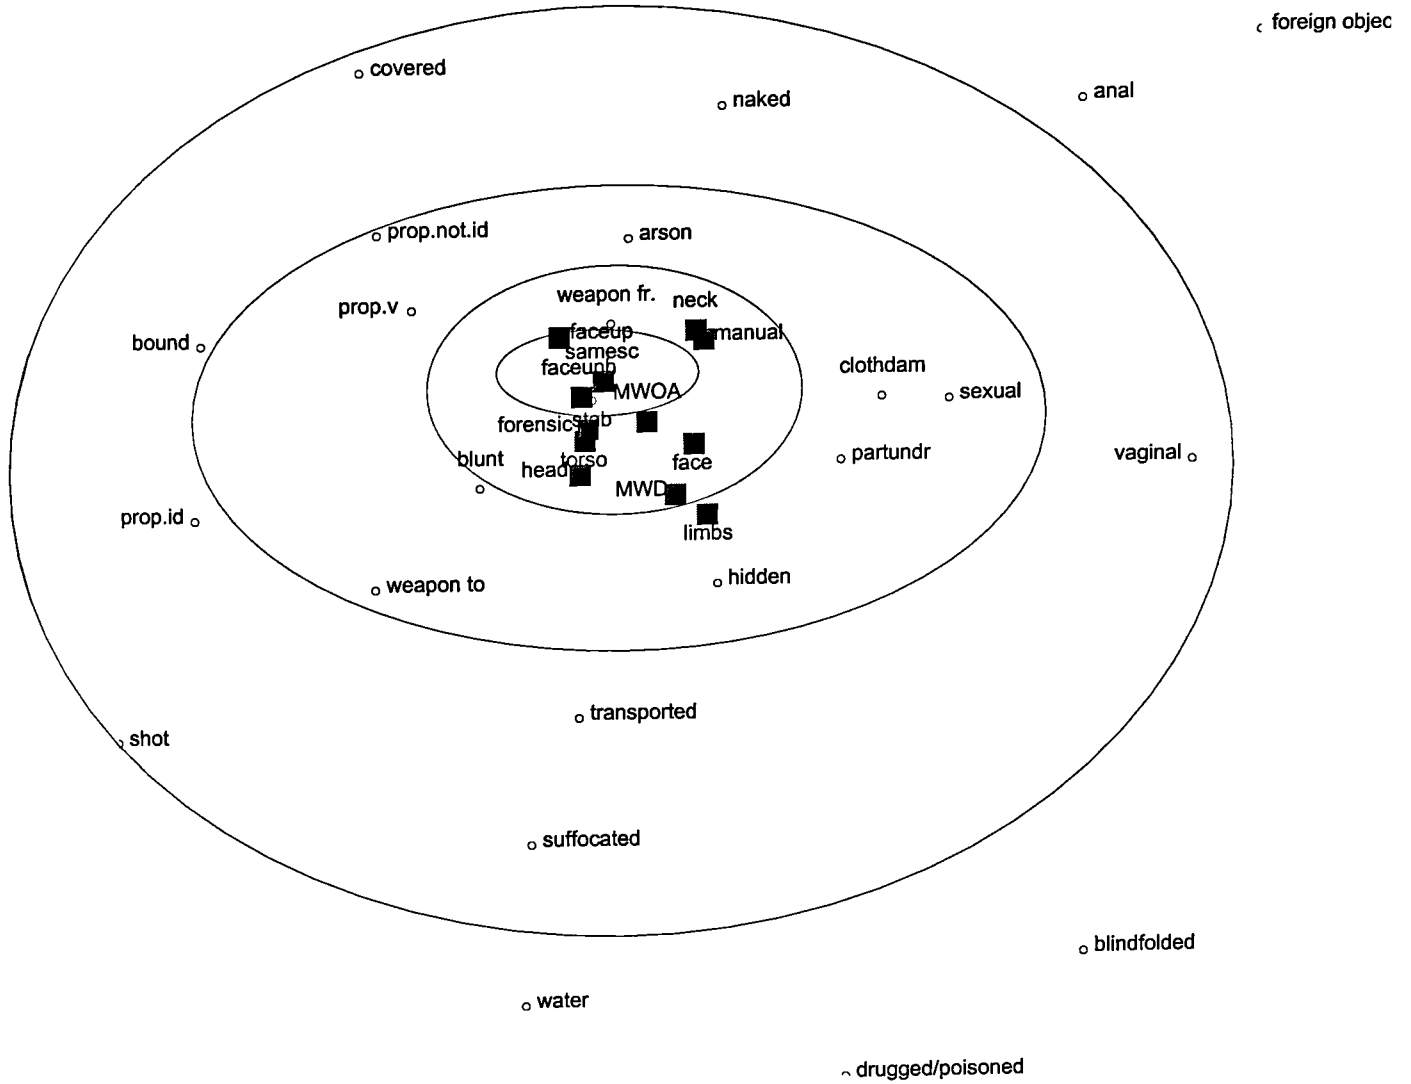 foreign objec
covered
naked
anal
prop.not.id
arson
weapon fr.
neck
prop.v
faceup
manual
bound
samesc
faceunh
clothdam
MWOA
sexual
forensic
stab
blunt
torso
face
partundr
vaginal
head
MWD
prop.id
limbs
weapon to
hidden
transported
shot
suffocated
blindfolded
water
drugged/poisoned